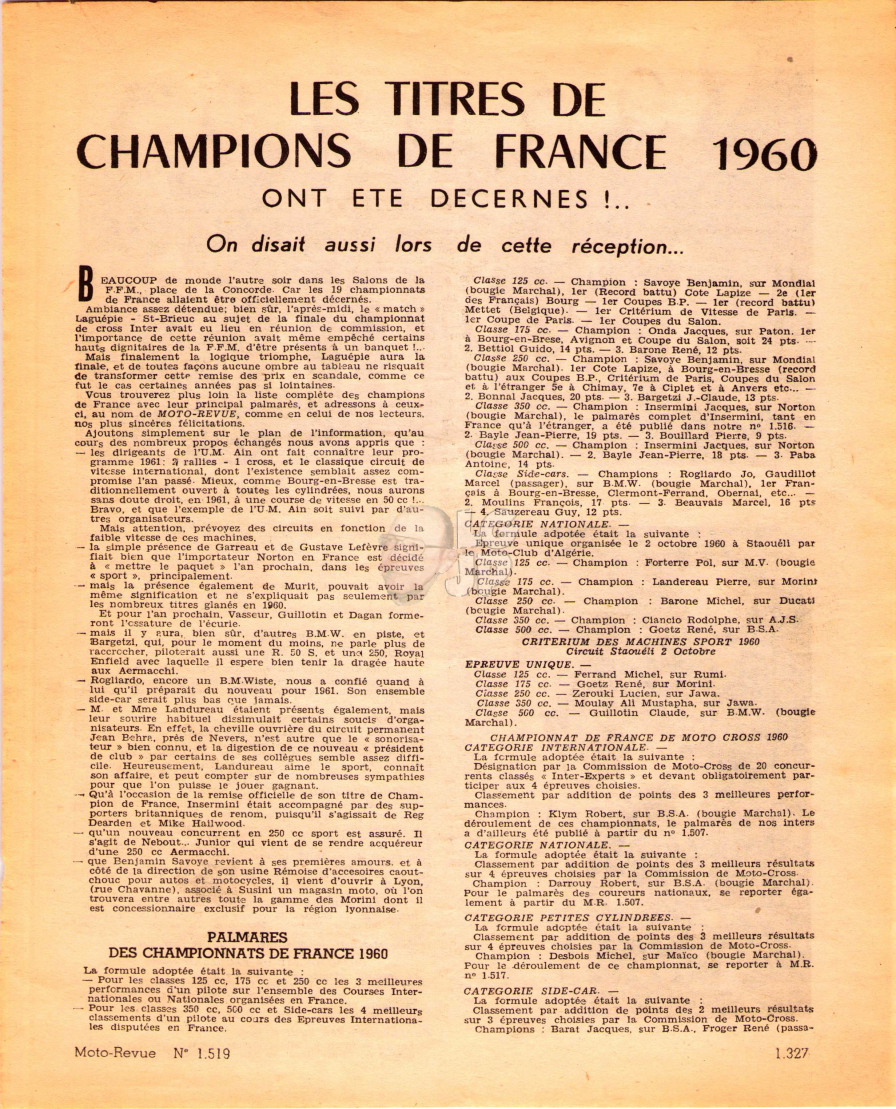 LES TITRES DE
CHAMPIONS DE FRANCE 1960
ONT ETE DECERNES !..
On disait aussi lors de cette réception...
BEAUCOUP de monde l'autre soir dans les Salons de la
F.F.M., place de la Concorde. Car les 19 championnats
de France allaient être officiellement décernés.
Ambiance assez détendue; bien sûr, l'après-midi, le « match »
Laguépie - St-Brieuc au sujet de la finale du championnat
de cross Inter avait eu lieu en réunion de commission, et
l'importance de cette réunion avait même empêché certains
hauts dignitaires de la F.F.M. d'être présents à un banquet !..
Mais finalement la logique triomphe, Laguépie aura la
finale, et de toutes façons aucune ombre au tableau ne risquait
de transformer cette remise des prix en scandale, comme ce
fut le cas certaines années pas si lointaines.
Vous trouverez plus loin la liste complète des champions
de France avec leur principal palmarés, et adressons à ceux-
ci, au nom de MOTO-REVUE, comme en celui de nos lecteurs,
nos plus sincères félicitations.
Ajoutons simplement sur le plan de l'information, qu'au
cours des nombreux propos échangés nous avons appris que :
— les dirigeants de l'U.M. Ain ont fait connaître leur pro-
gramme 1961: 2 rallies - 1 cross, et le classique circuit de
vitesse international, dont l'existence semblait assez com-
promise l'an passé. Mieux, comme Bourg-en-Bresse est tra-
ditionnellement ouvert à toutes les cylindrées, nous aurons
sans doute droit, en 1961, à une course de vitesse en 50 cc !...
Bravo, et que l'exemple de l'U.M. Ain soit suivi par d'au-
tres organisateurs.
Mais attention, prévoyez des circuits en fonction de la
faible vitesse de ces machines.
— la simple présence de Garreau et de Gustave Lefèvre signi-
fiait bien que l'importateur Norton en France est décidé
à « mettre le paquet » l'an prochain, dans les épreuves
« sport », principalement.
— mais la présence également de Murit, pouvait avoir la
même signification et ne s'expliquait pas seulement par
les nombreux titres glanés en 1960.
Et pour l'an prochain, Vasseur, Guillotin et Dagan forme-
ront l'ossature de l'écurie.
— mais il y aura, bien sûr, d'autres B.M.W. en piste, et
Bargetzi, qui, pour le moment du moins, ne parle plus de
raccrocher, piloterait aussi une R. 50 S, et une 250, Royal
Enfield avec laquelle il espere bien tenir la dragée haute
aux Aermacchi.
— Rogliardo, encore un B.M.Wiste, nous a confié quand à
lui qu'il préparait du nouveau pour 1961. Son ensemble
side-car serait plus bas que jamais.
— M. et Mme Landureau étaient présents également, mais
leur sourire habituel dissimulait certains soucis d'orga-
nisateurs. En effet, la cheville ouvrière du circuit permanent
Jean Behra, prés de Nevers, n'est autre que le « sonorisa-
teur » bien connu, et la digestion de ce nouveau « président
de club » par certains de ses collégues semble assez diffi-
cile. Heureusement, Landureau aime le sport, connaît
son affaire, et peut compter sur de nombreuses sympathies
pour que l'on puisse le jouer gagnant.
— Qu'à l'occasion de la remise officielle de son titre de Cham-
pion de France, Insermini était accompagné par des sup-
porters britanniques de renom, puisqu'il s'agissait de Reg
Dearden et Mike Hailwood.
— qu'un nouveau concurrent en 250 cc sport est assuré. Il
s'agit de Nebout... Junior qui vient de se rendre acquéreur
d'une 250 cc Aermacchi.
— que Benjamin Savoye revient à ses premières amours, et à
côté de la direction de son usine Rémoise d'accesoires caout-
chouc pour autos et motocycles, il vient d'ouvrir à Lyon,
(rue Chavanne), associé à Susini un magasin moto, où l'on
trouvera entre autres toute la gamme des Morini dont il
est concessionnaire exclusif pour la région lyonnaise.
PALMARES
DES CHAMPIONNATS DE FRANCE 1960
La formule adoptée était la suivante :
— Pour les classes 125 cc, 175 cc et 250 cc les 3 meilleures
performances d'un pilote sur l'ensemble des Courses Inter-
nationales ou Nationales organisées en France.
— Pour les classes 350 cc, 500 cc et Side-cars les 4 meilleurs
classements d'un pilote au cours des Epreuves Internationa-
les disputées en France.
Classe 125 cc. — Champion : Savoye Benjamin, sur Mondial
(bougie Marchal), 1er (Record battu) Cote Lapize — 2e (1er
des Français) Bourg — 1er Coupes B.P. — 1er (record battu)
Mettet (Belgique). — 1er Critérium de Vitesse de Paris. —
1er Coupe de Paris. — 1er Coupes du Salon.
Classe 175 cc. — Champion : Onda Jacques, sur Paton, 1er
à Bourg-en-Brese, Avignon et Coupe du Salon, soit 24 pts. —
2. Bettiol Guido, 14 pts. — 3. Barone René, 12 pts.
Classe 250 cc. — Champion : Savoye Benjamin, sur Mondial
(bougie Marchal). 1er Cote Lapize, à Bourg-en-Bresse (record
battu) aux Coupes B.P., Critérium de Paris, Coupes du Salon
et à l'étranger 5e à Chimay, 7e à Ciplet et à Anvers etc... —
2. Bonnal Jacques, 20 pts. — 3. Bargetzi J.-Claude, 13 pts.
Classe 350 cc. — Champion : Insermini Jacques, sur Norton
(bougie Marchal), le palmarès complet d'Insermini, tant en
France qu'à l'étranger, a été publié dans notre n° 1.516. —
2. Bayle Jean-Pierre, 19 pts. — 3. Bouillard Pierre, 9 pts.
Classe 500 cc. — Champion : Insermini Jacques, sur Norton
(bougie Marchal). — 2. Bayle Jean-Pierre, 18 pts. — 3. Paba
Antoine, 14 pts.
Classe Side-cars. — Champions : Rogliardo Jo, Gaudillot
Marcel (passager), sur B.M.W. (bougie Marchal), 1er Fran-
çais à Bourg-en-Bresse, Clermont-Ferrand, Obernai, etc... —
2. Moulins François, 17 pts. — 3. Beauvais Marcel, 16 pts
— 4. Saugereau Guy, 12 pts.
CATEGORIE NATIONALE. —
La formule adoptée était la suivante :
Epreuve unique organisée le 2 octobre 1960 à Staouéli par
le Moto-Club d'Algérie.
Classe 125 cc. — Champion : Forterre Pol, sur M.V. (bougie
Marchal).
Classe 175 cc. — Champion : Landereau Pierre, sur Morini
(bougie Marchal).
Classe 250 cc. — Champion : Barone Michel, sur Ducati
(bougie Marchal).
Classe 350 cc. — Champion : Ciancio Rodolphe, sur A.J.S.
Classe 500 cc. — Champion : Goetz René, sur B.S.A.
CRITERIUM DES MACHINES SPORT 1960
Circuit Staouéli 2 Octobre
EPREUVE UNIQUE. —
Classe 125 cc. — Ferrand Michel, sur Rumi.
Classe 175 cc. — Goetz René, sur Morini.
Classe 250 cc. — Zerouki Lucien, sur Jawa.
Classe 350 cc. — Moulay Ali Mustapha, sur Jawa.
Classe 500 cc. — Guillotin Claude, sur B.M.W. (bougie
Marchal).
CHAMPIONNAT DE FRANCE DE MOTO CROSS 1960
CATEGORIE INTERNATIONALE. —
La formule adoptée était la suivante :
Désignation par la Commission de Moto-Cross de 20 concur-
rents classés « Inter-Experts » et devant obligatoirement par-
ticiper aux 4 épreuves choisies.
Classement par addition de points des 3 meilleures perfor-
mances.
Champion : Klym Robert, sur B.S.A. (bougie Marchal). Le
déroulement de ces championnats, le palmarès de nos inters
a d'ailleurs été publié à partir du n° 1.507.
CATEGORIE NATIONALE. —
La formule adoptée était la suivante :
Classement par addition de points des 3 meilleurs résultats
sur 4 épreuves choisies par la Commission de Moto-Cross.
Champion : Darrouy Robert, sur B.S.A. (bougie Marchal).
Pour le palmarès des coureurs nationaux, se reporter éga-
lement à partir du M.R. 1.507.
CATEGORIE PETITES CYLINDREES. —
La formule adoptée était la suivante :
Classement par addition de points des 3 meilleurs résultats
sur 4 épreuves choisies par la Commission de Moto-Cross.
Champion : Desbois Michel, sur Maïco (bougie Marchal).
Pour le déroulement de ce championnat, se reporter à M.R.
n° 1.517.
CATEGORIE SIDE-CAR. —
La formule adoptée était la suivante :
Classement par addition de points des 2 meilleurs résultats
sur 3 épreuves choisies par la Commission de Moto-Cross.
Champions : Barat Jacques, sur B.S.A., Froger René (passa-
Moto-Revue N° 1.519
1.327